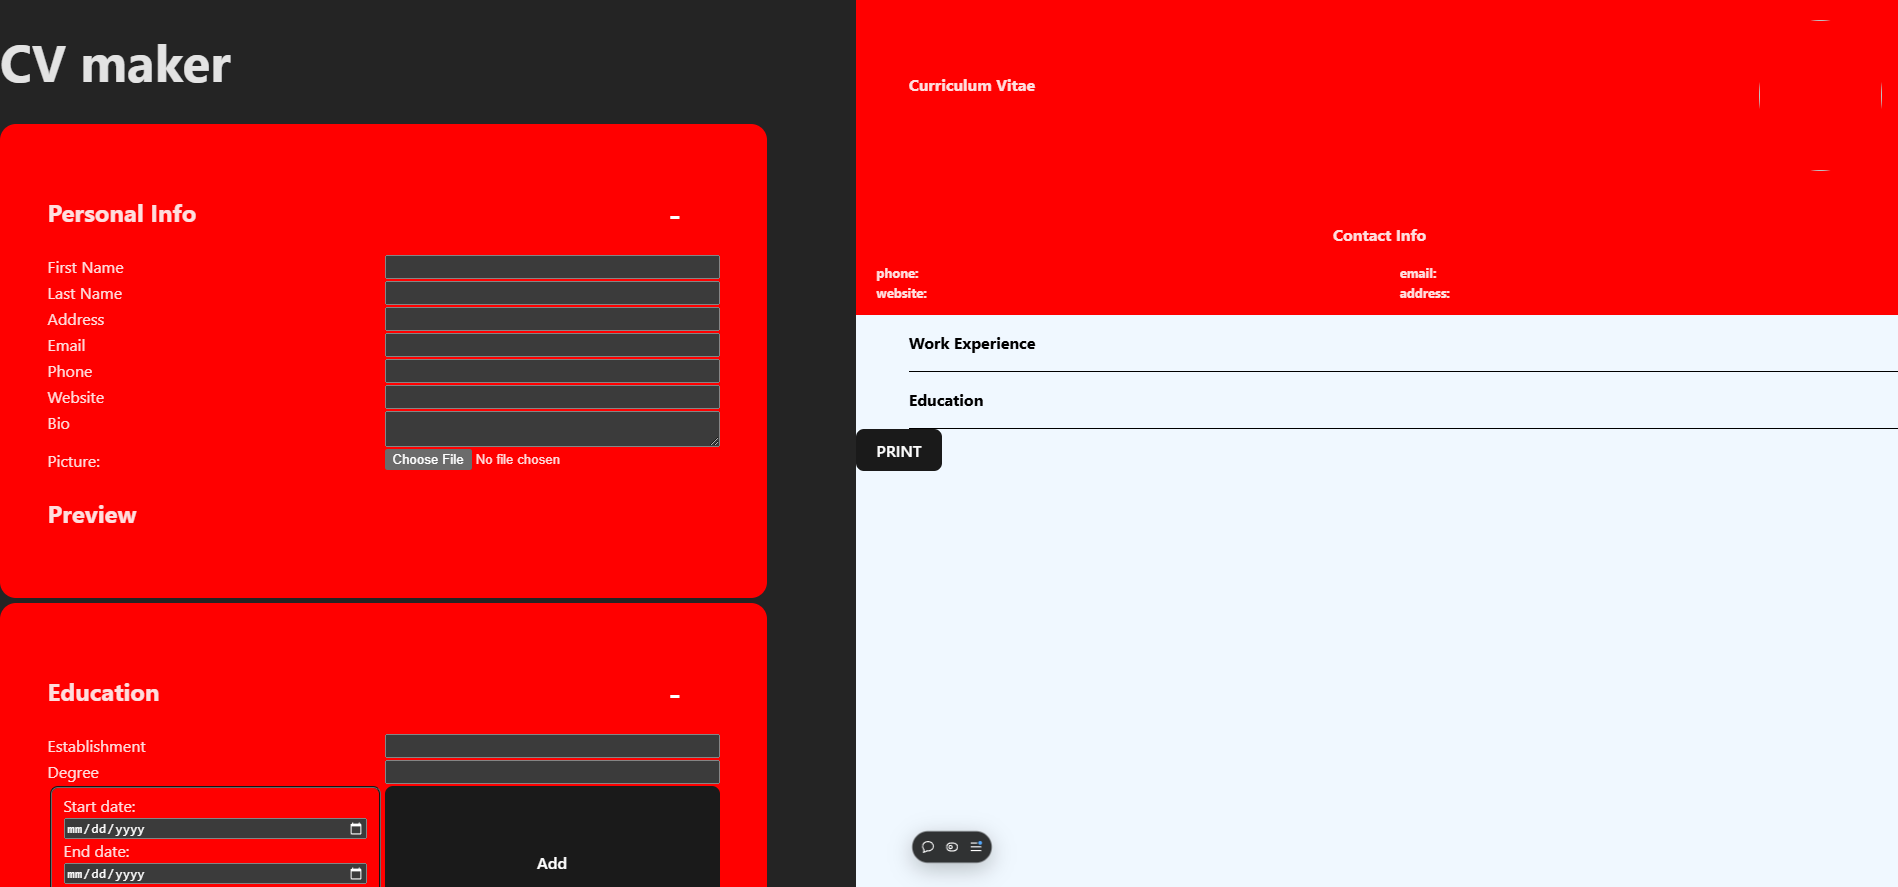 CV maker
Personal Info
-
First Name
Last Name
Address
Email
Phone
Website
Bio
Picture:
Choose File No file chosen
Preview
Education
-
Establishment
Degree
Start date:
mm/dd/yyyy
End date:
mm/dd/yyyy
Add
Curriculum Vitae
Contact Info
phone:
email:
website:
address:
Work Experience
Education
PRINT